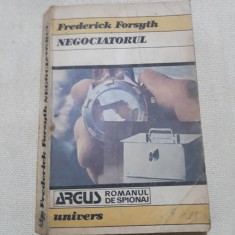 Frederick Forsyth
NEGOCIATORUL
ARGUS
ROMANUL
DE SPIONAJ
univers
Frederick Forsyth NEGOCIATORUL